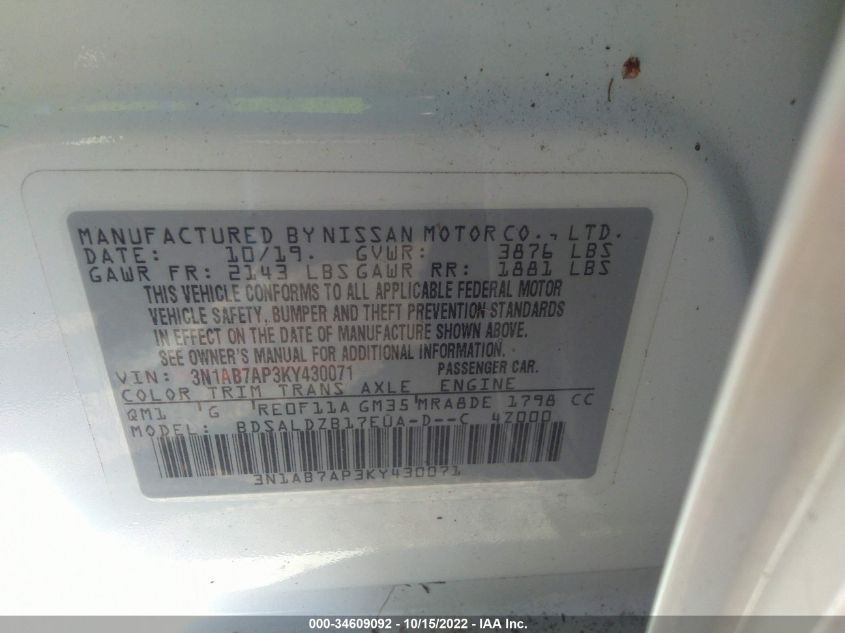 MANUFACTURED BY NISSAN MOTOR CO., LTD.
DATE: 10/19. GVWR: 3876 LBS
GAWR FR: 2143 LBS GAWR RR: 1881 LBS
THIS VEHICLE CONFORMS TO ALL APPLICABLE FEDERAL MOTOR
VEHICLE SAFETY, BUMPER AND THEFT PREVENTION STANDARDS
IN EFFECT ON THE DATE OF MANUFACTURE SHOWN ABOVE.
SEE OWNER'S MANUAL FOR ADDITIONAL INFORMATION.
VIN: 3N1AB7AP3KY430071 PASSENGER CAR.
COLOR TRIM TRANS AXLE ENGINE
QM1 G RE0F11A GM35 MRA8DE 1798 CC
MODEL: BDSALDZB17EUA-D--C 4Z000
3N1AB7AP3KY430071
000-34609092 - 10/15/2022 - IAA Inc.